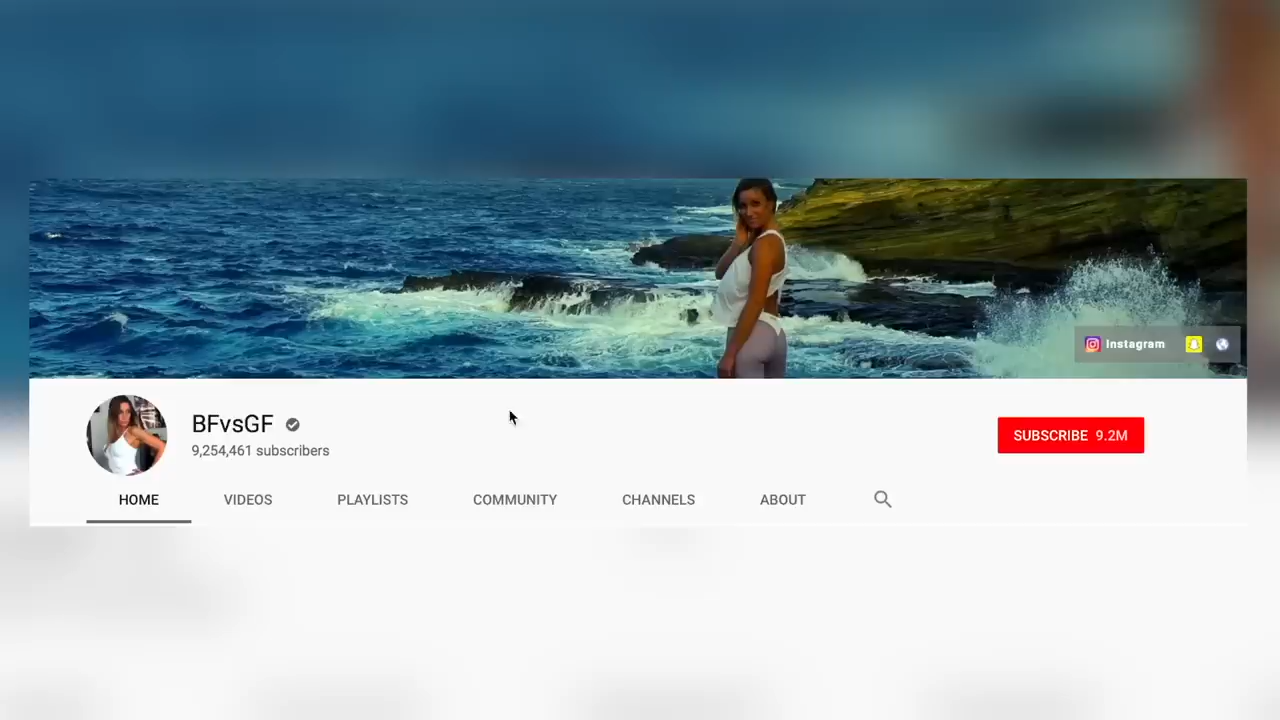 Instagram
BFvsGF
9,254,461 subscribers
SUBSCRIBE 9.2M
HOME VIDEOS PLAYLISTS COMMUNITY CHANNELS ABOUT